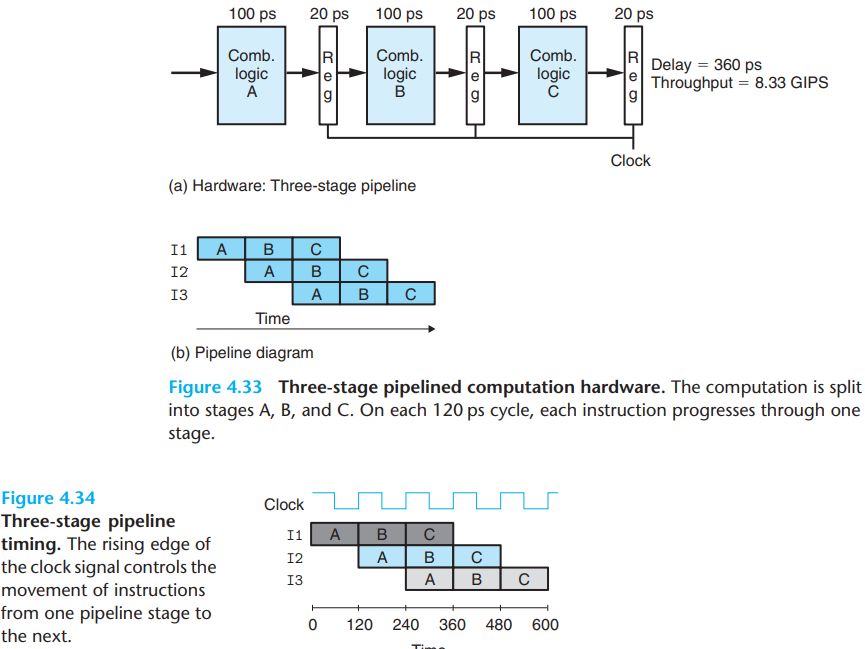 100 ps 20 ps 100 ps 20 ps 100 ps 20 ps
Comb. logic A
Reg
Comb. logic B
Reg
Comb. logic C
Reg
Delay = 360 ps
Throughput = 8.33 GIPS
Clock
(a) Hardware: Three-stage pipeline
I1 A B C
I2 A B C
I3 A B C
Time
(b) Pipeline diagram
Figure 4.33 Three-stage pipelined computation hardware. The computation is split
into stages A, B, and C. On each 120 ps cycle, each instruction progresses through one
stage.
Figure 4.34
Three-stage pipeline
timing. The rising edge of
the clock signal controls the
movement of instructions
from one pipeline stage to
the next.
Clock
I1 A B C
I2 A B C
I3 A B C
0 120 240 360 480 600
Time